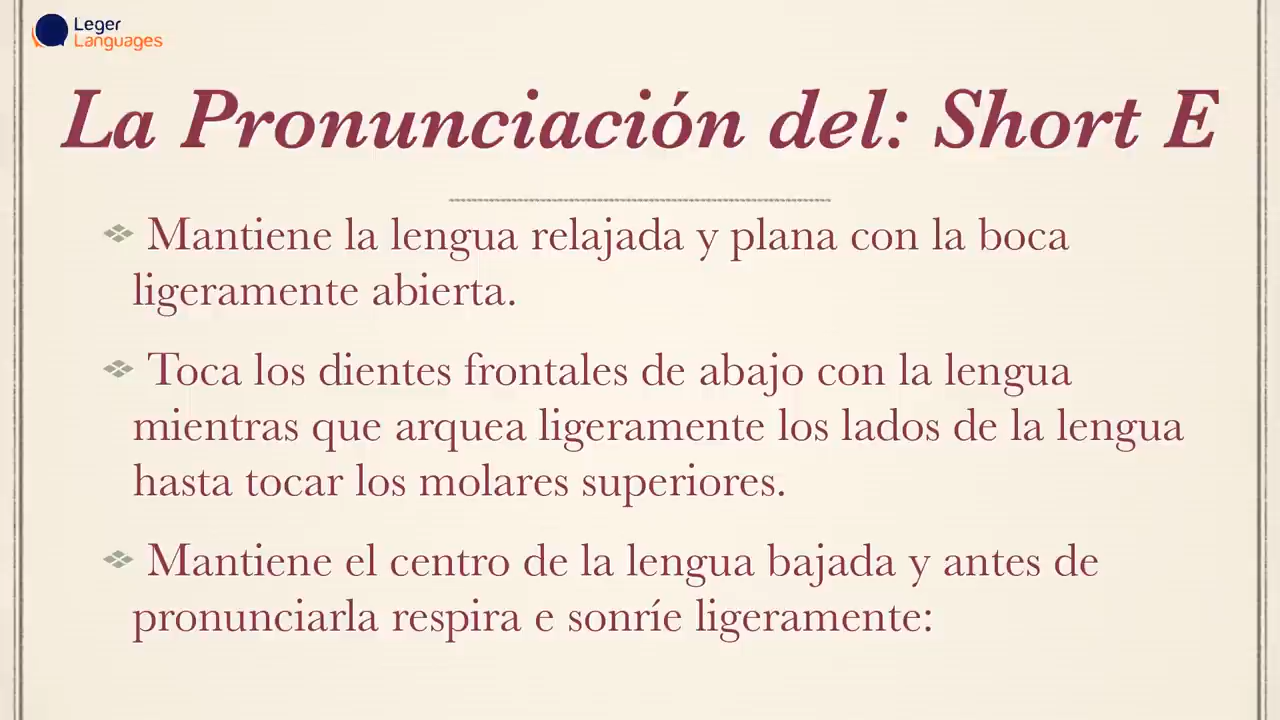 Leger
Languages
La Pronunciación del: Short E
Mantiene la lengua relajada y plana con la boca
ligeramente abierta.
Toca los dientes frontales de abajo con la lengua
mientras que arquea ligeramente los lados de la lengua
hasta tocar los molares superiores.
Mantiene el centro de la lengua bajada y antes de
pronunciarla respira e sonríe ligeramente: